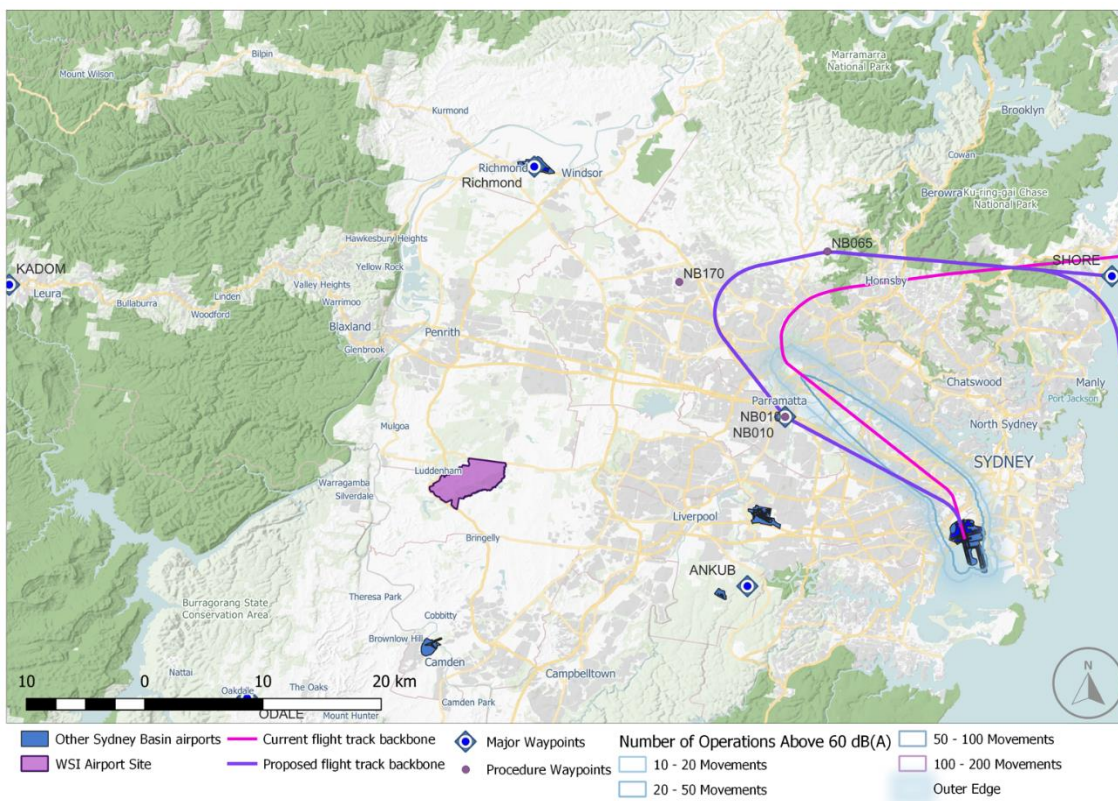 Marramarra
National Park
Bilpin
Mount Wilson
Kurmond
Brooklyn
Richmond
Richmond
Windsor
Cowan
Berowra
Ku-ring-gai Chase
National Park
Hawkesbury Heights
NB065
SHORE
KADOM
Yellow Rock
NB170
Hornsby
Leura
Bullaburra
Linden
Valley Heights
Woodford
Warrimoo
Blaxland
Penrith
Glenbrook
Chatswood
Manly
Parramatta
Port Jackson
NB010
North Sydney
Mulgoa
SYDNEY
Luddenham
Warragamba
Silverdale
Liverpool
Bringelly
ANKUB
Burragorang State
Conservation Area
Theresa Park
Cobbitty
Brownlow Hill
Camden
Nattai
Campbelltown
10 0 10 20 km
Oakdale
The Oaks
Camden Park
ODALE
Mount Hunter
N
Other Sydney Basin airports
WSI Airport Site
Current flight track backbone
Proposed flight track backbone
Major Waypoints
Procedure Waypoints
Number of Operations Above 60 dB(A)
10 - 20 Movements
20 - 50 Movements
50 - 100 Movements
100 - 200 Movements
Outer Edge